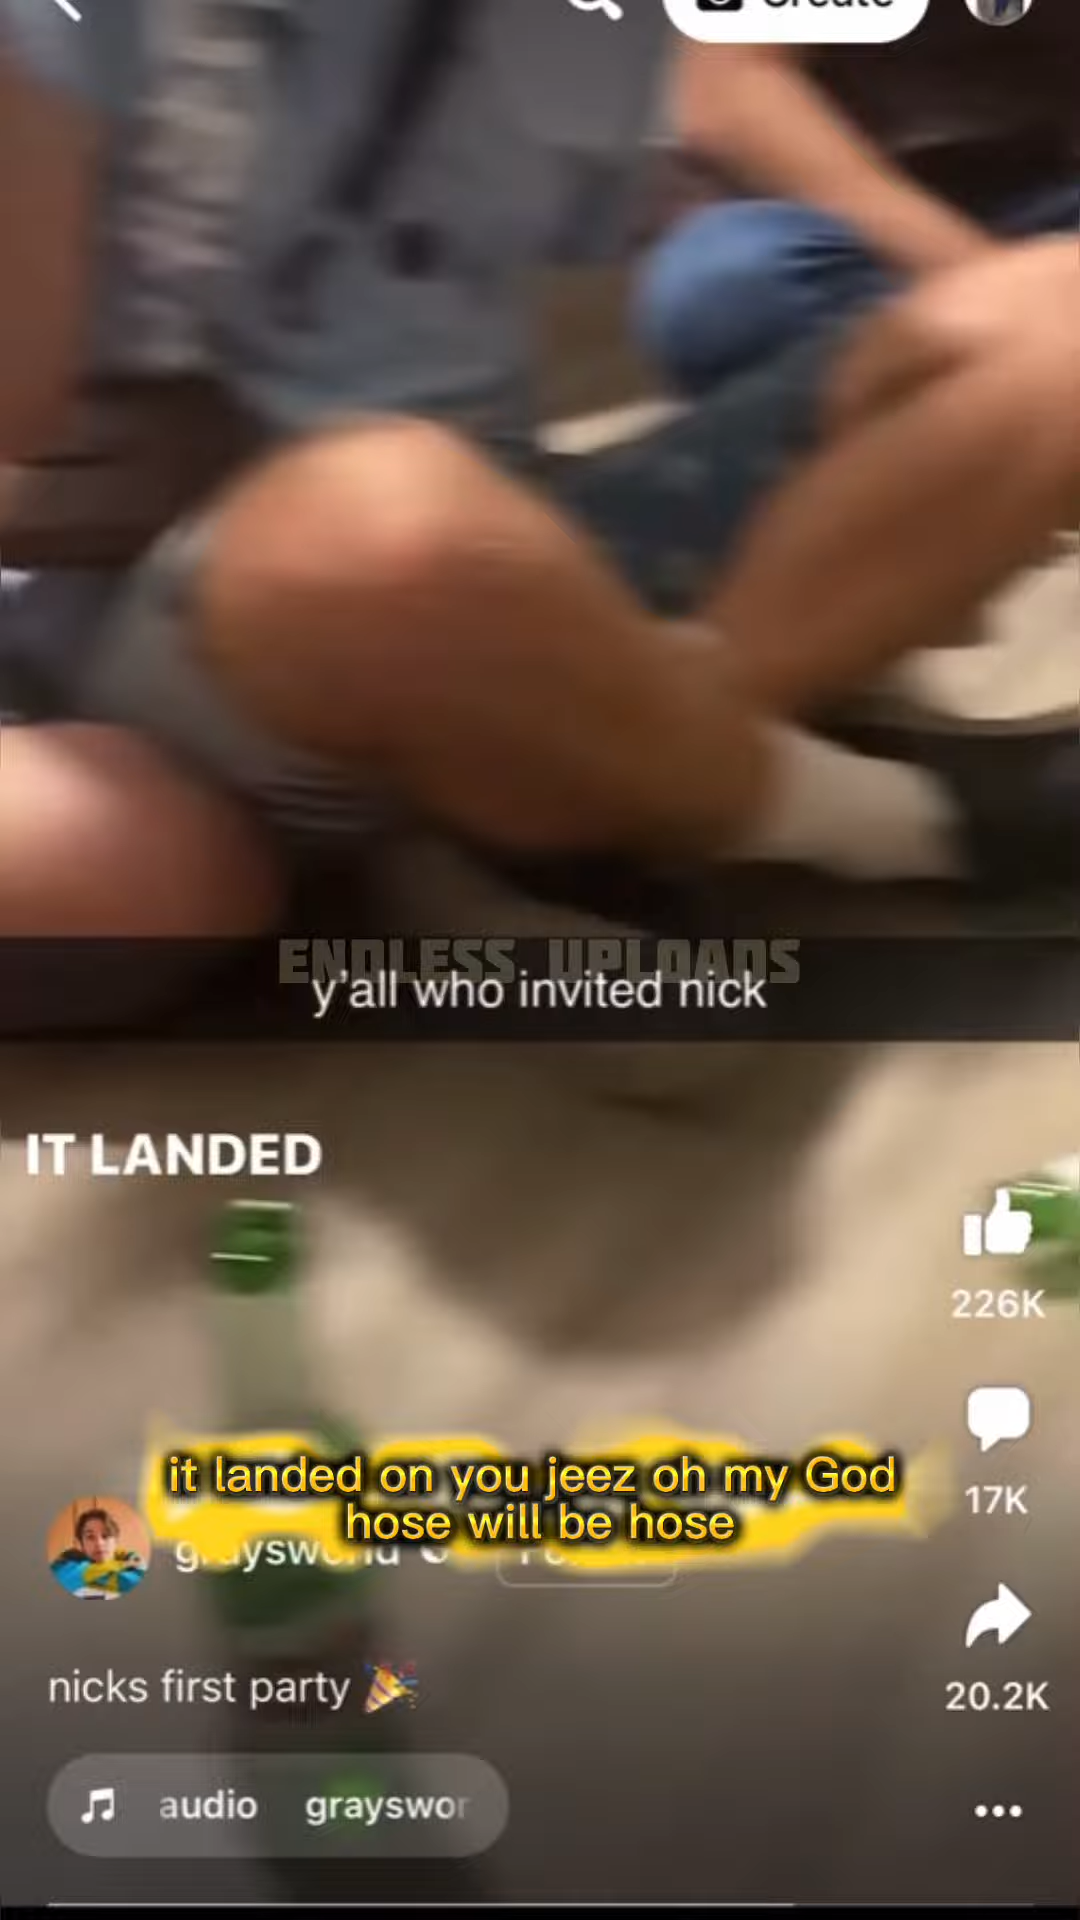 Create
ENDLESS UPLOADS
y'all who invited nick
IT LANDED
226K
it landed on you jeez oh my God
hose will be hose
17K
nicks first party
20.2K
audio grayswor